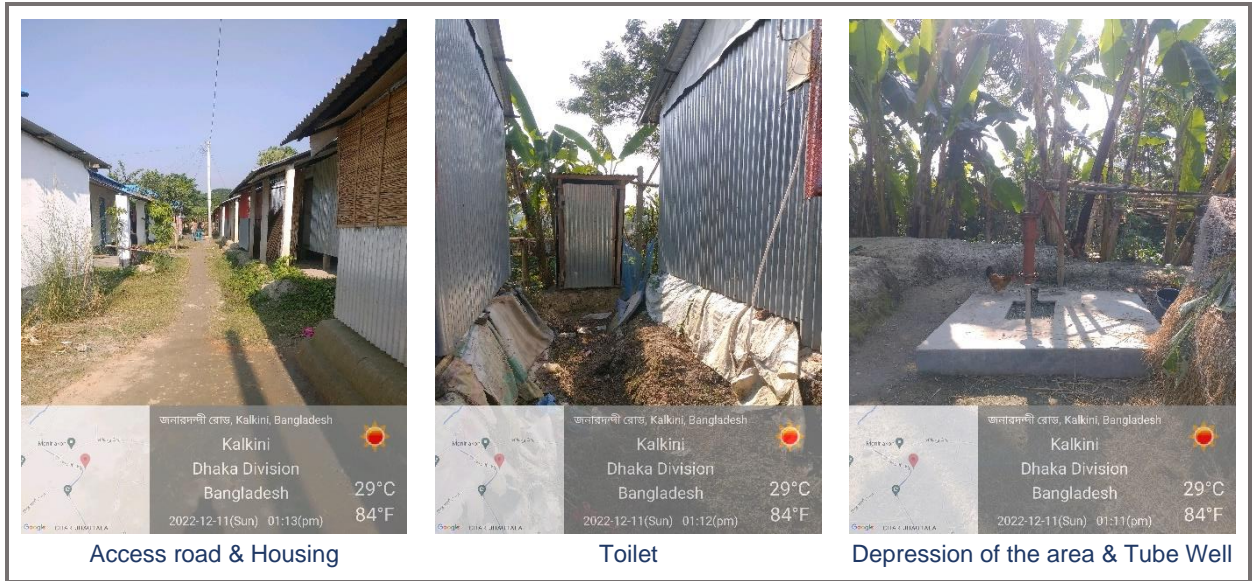 জনারদন্দী রোড, Kalkini, Bangladesh
Kalkini
Dhaka Division
Bangladesh
29°C
2022-12-11(Sun) 01:13(pm)
84°F
Google
জনারদন্দী রোড, Kalkini, Bangladesh
Kalkini
Dhaka Division
Bangladesh
29°C
2022-12-11(Sun) 01:12(pm)
84°F
Google
জনারদন্দী রোড, Kalkini, Bangladesh
Kalkini
Dhaka Division
Bangladesh
29°C
2022-12-11(Sun) 01:11(pm)
84°F
Google
Access road & Housing
Toilet
Depression of the area & Tube Well